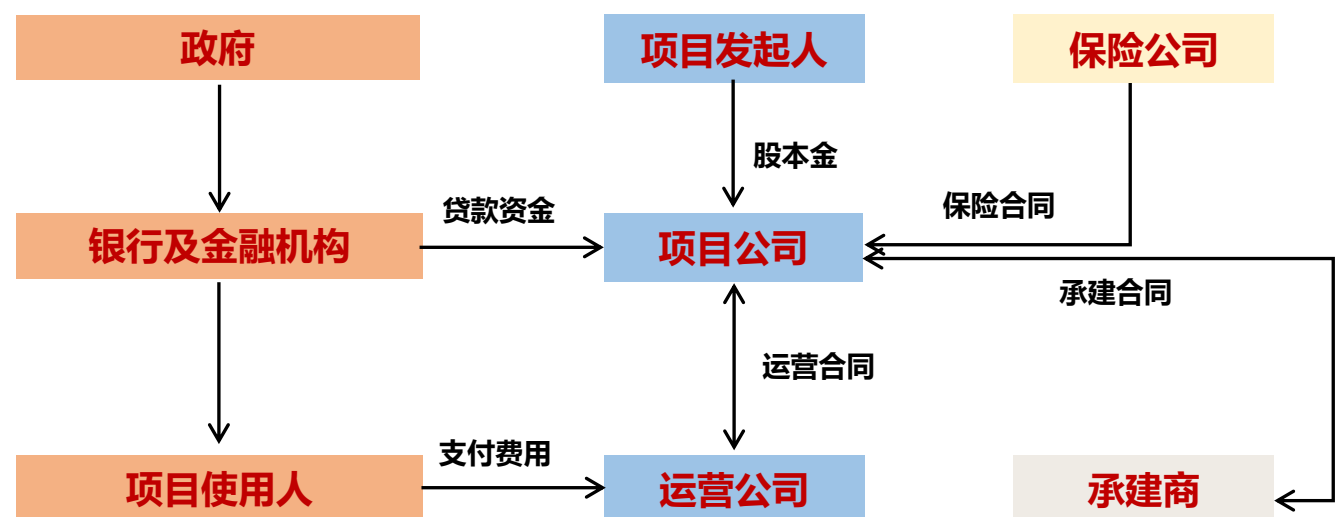 政府
项目发起人
保险公司
股本金
贷款资金
保险合同
银行及金融机构
项目公司
承建合同
运营合同
支付费用
项目使用人
运营公司
承建商